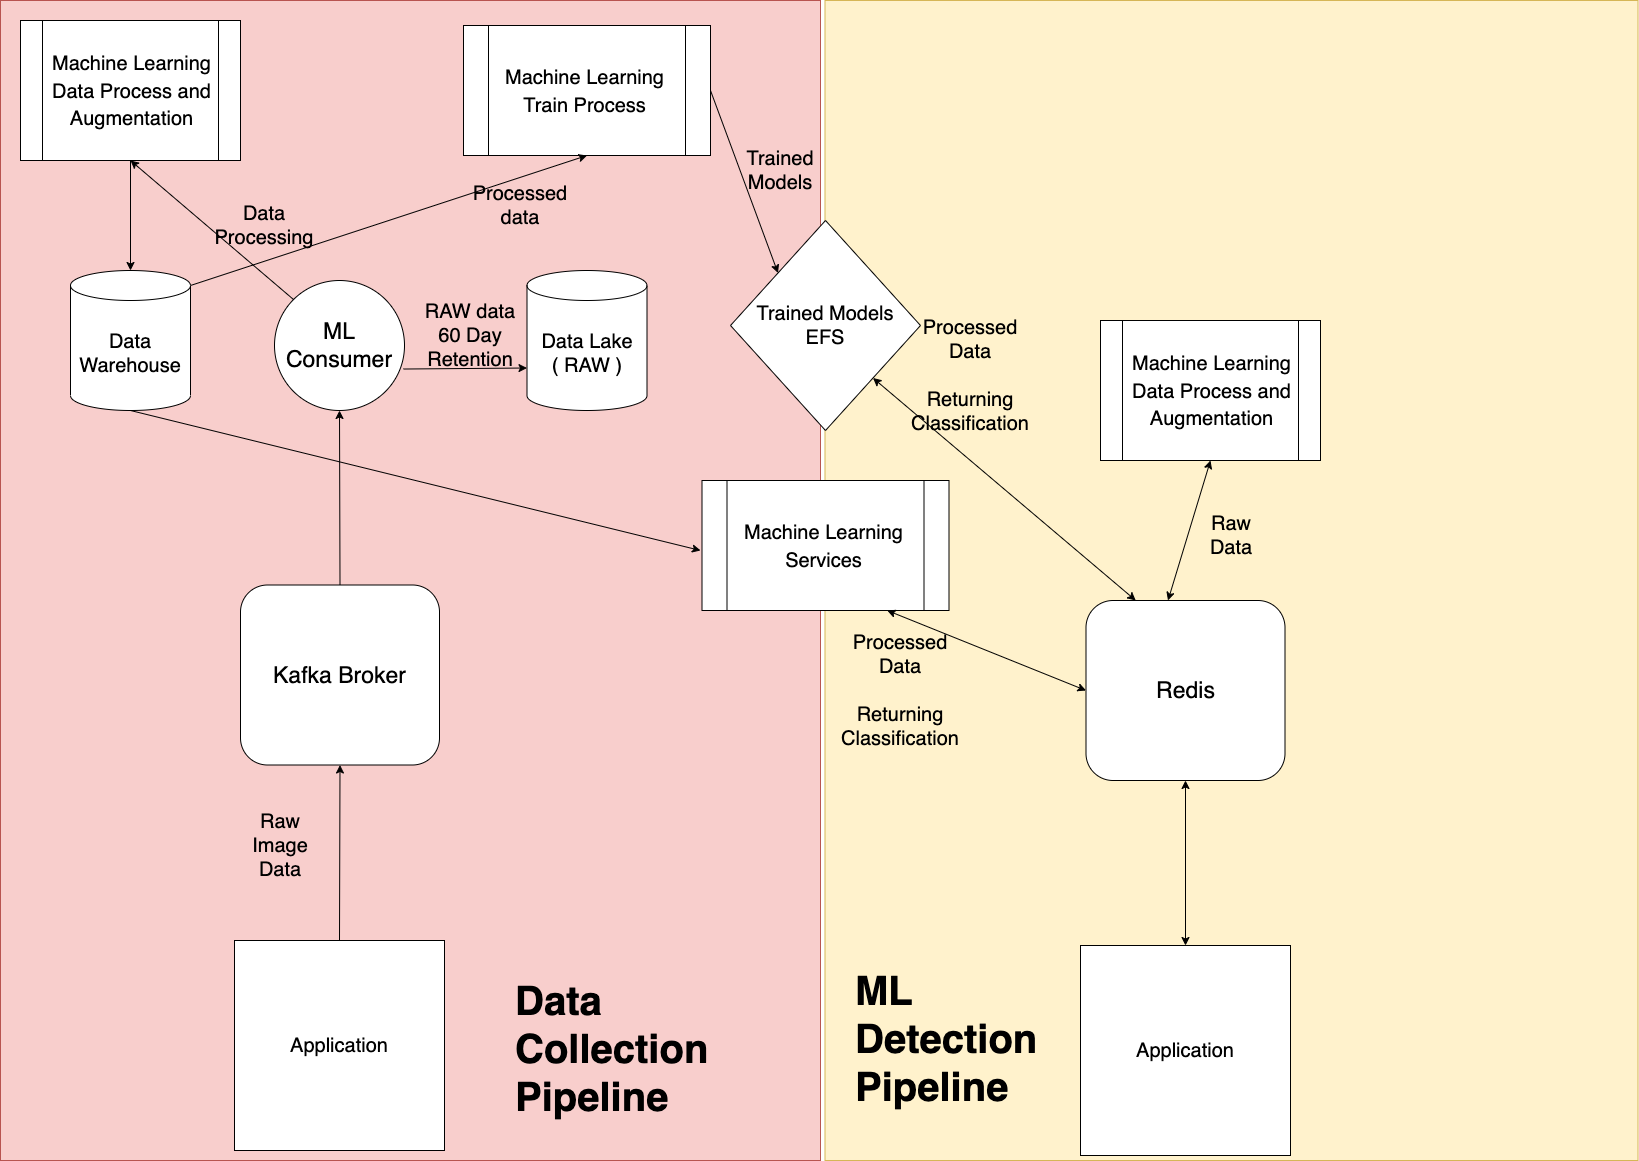 Machine Learning
Data Process and
Augmentation
Machine Learning
Train Process
Trained
Models
Processed
data
Data
Processing
Data
Warehouse
ML
Consumer
RAW data
60 Day
Retention
Data Lake
( RAW )
Trained Models
EFS
Processed
Data
Returning
Classification
Machine Learning
Data Process and
Augmentation
Raw
Data
Machine Learning
Services
Processed
Data
Returning
Classification
Kafka Broker
Redis
Raw
Image
Data
Application
Data
Collection
Pipeline
ML
Detection
Pipeline
Application